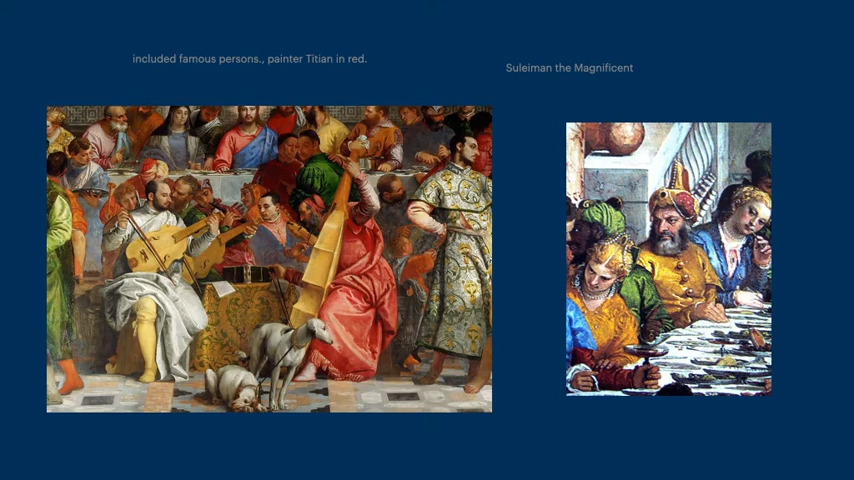 included famous persons., painter Titian in red.
Suleiman the Magnificent